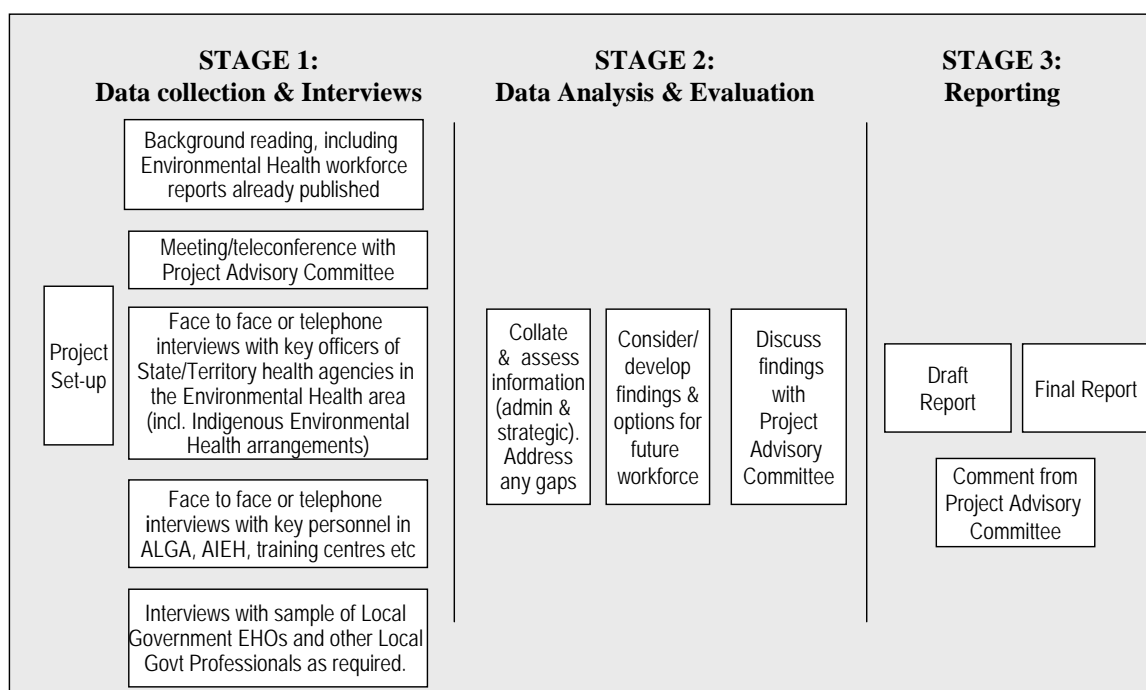 STAGE 1:
Data collection & Interviews
Background reading, including
Environmental Health workforce
reports already published
Meeting/teleconference with
Project Advisory Committee
Project
Set-up
Face to face or telephone
interviews with key officers of
State/Territory health agencies in
the Environmental Health area
(incl. Indigenous Environmental
Health arrangements)
Face to face or telephone
interviews with key personnel in
ALGA, AIEH, training centres etc
Interviews with sample of Local
Government EHOs and other Local
Govt Professionals as required.
STAGE 2:
Data Analysis & Evaluation
Collate
& assess
information
(admin &
strategic).
Address
any gaps
Consider/
develop
findings &
options for
future
workforce
Discuss
findings
with
Project
Advisory
Committee
STAGE 3:
Reporting
Draft
Report
Final Report
Comment from
Project Advisory
Committee